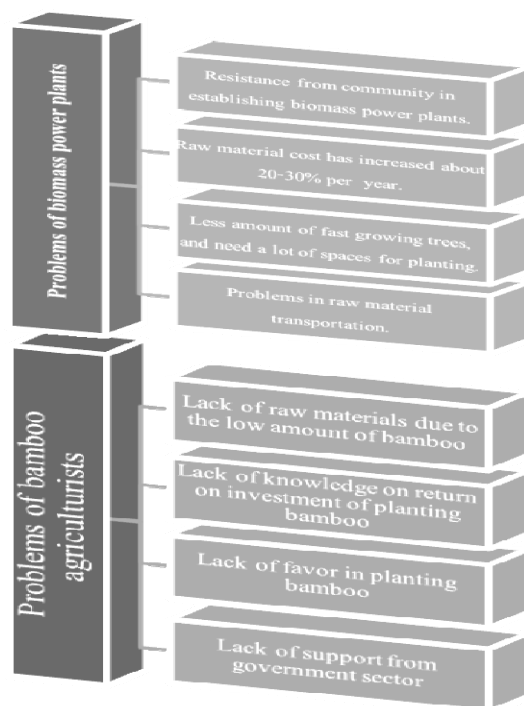 Problems of biomass power plants
Resistance from community in
establishing biomass power plants.
Raw material cost has increased about
20-30% per year.
Less amount of fast growing trees,
and need a lot of spaces for planting.
Problems in raw material
transportation.
Problems of bamboo
agriculturists
Lack of raw materials due to
the low amount of bamboo
Lack of knowledge on return
on investment of planting
bamboo
Lack of favor in planting
bamboo
Lack of support from
government sector